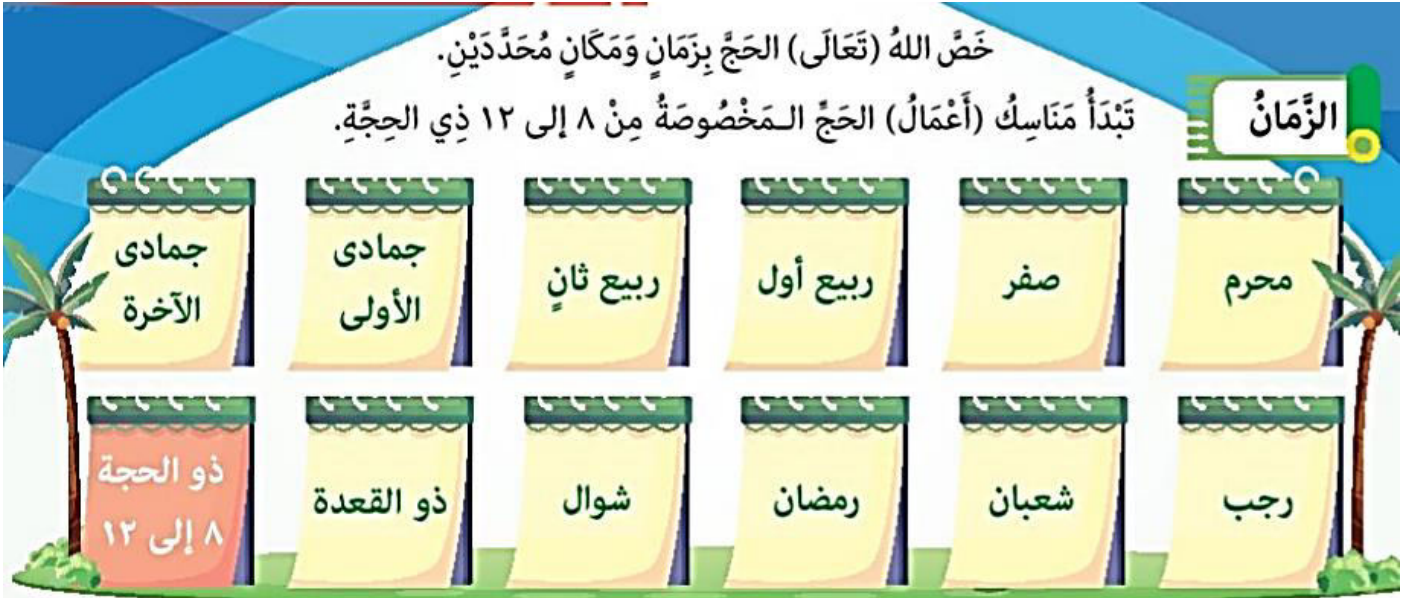 خَصَّ اللهُ (تَعَالَى) الحَجَّ بِزَمَانٍ وَمَكَانٍ مُحَدَّدَيْنِ.
الزَّمَانُ
تَبْدَأُ مَنَاسِكُ (أَعْمَالُ) الحَجِّ الـمَخْصُوصَةُ مِنْ ٨ إلى ١٢ ذِي الحِجَّةِ.
محرم
صفر
ربيع أول
ربيع ثانٍ
جمادى
الأولى
جمادى
الآخرة
رجب
شعبان
رمضان
شوال
ذو القعدة
ذو الحجة
٨ إلى ١٢